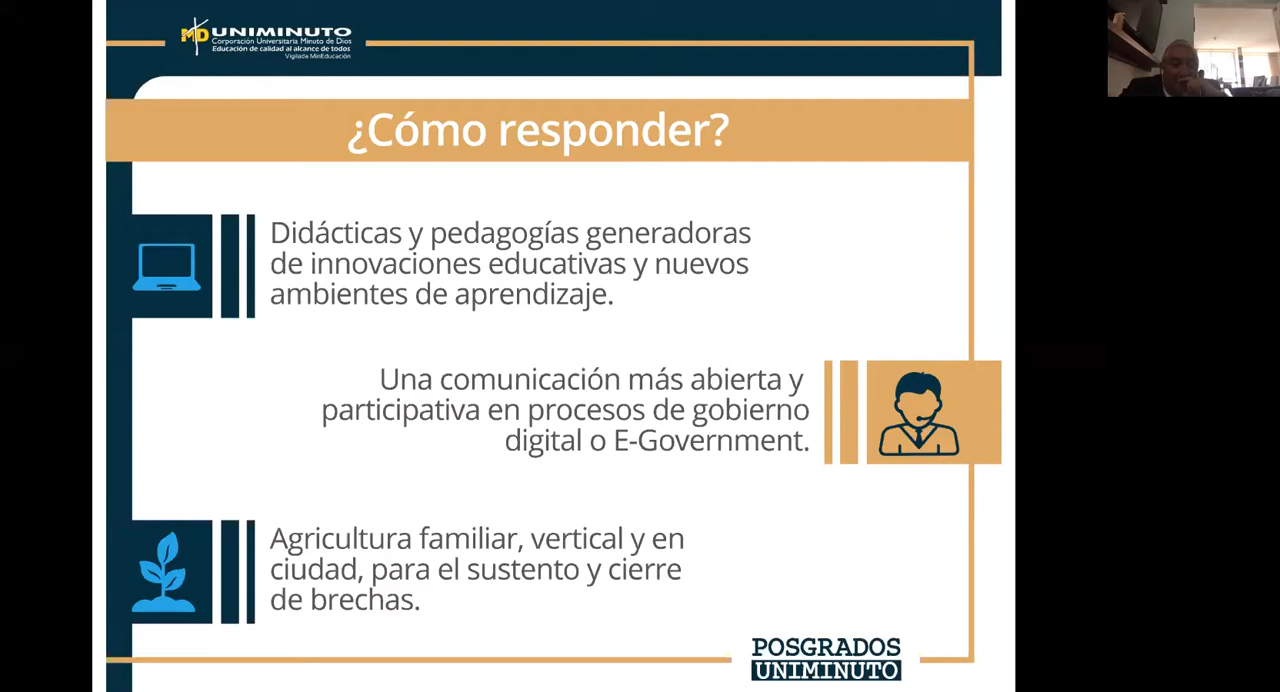 MD UNIMINUTO
Corporación Universitaria Minuto de Dios
Educación de calidad al alcance de todos
Vigilada MinEducación
¿Cómo responder?
Didácticas y pedagogías generadoras
de innovaciones educativas y nuevos
ambientes de aprendizaje.
Una comunicación más abierta y
participativa en procesos de gobierno
digital o E-Government.
Agricultura familiar, vertical y en
ciudad, para el sustento y cierre
de brechas.
POSGRADOS
UNIMINUTO